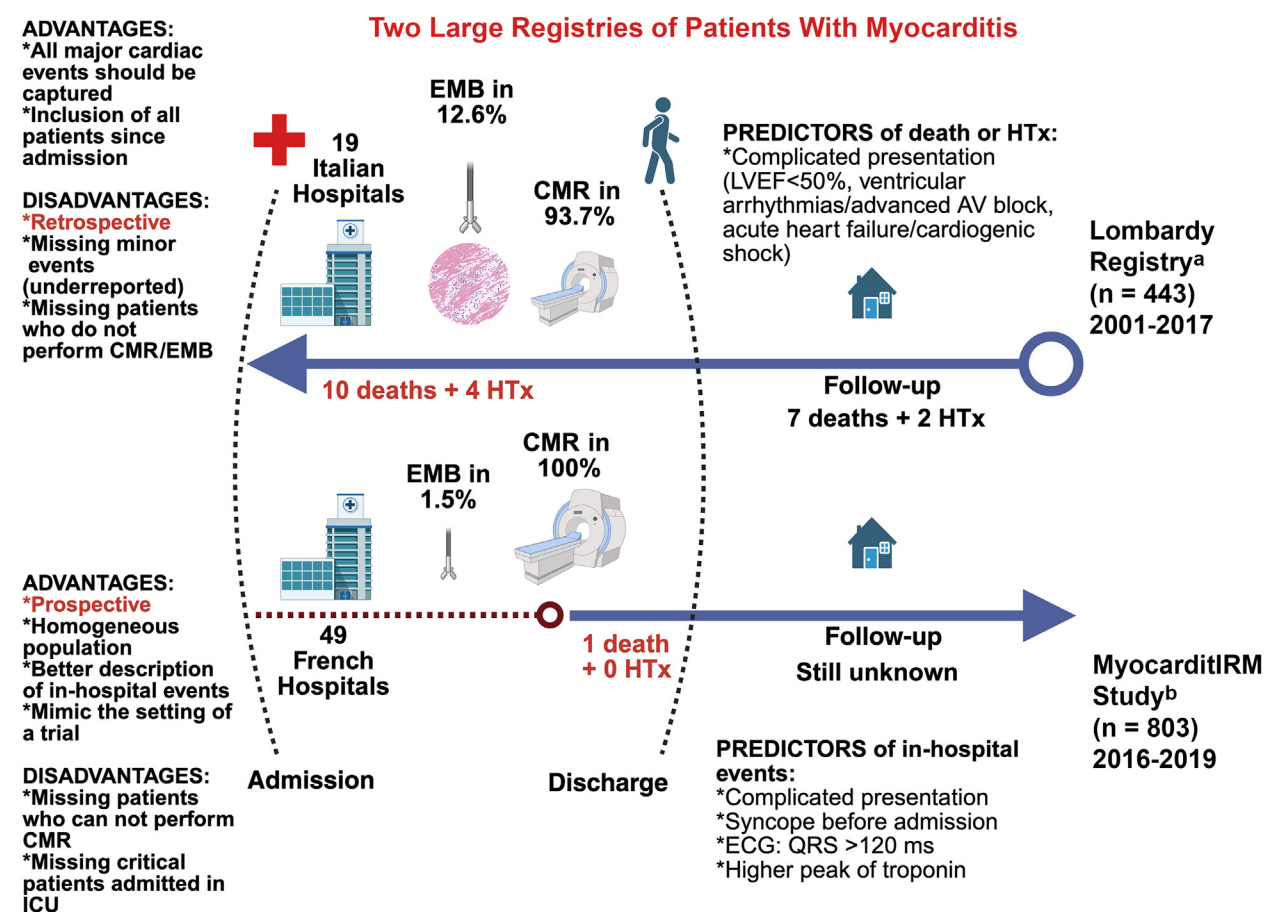 Two Large Registries of Patients With Myocarditis
ADVANTAGES:
*All major cardiac
events should be
captured
*Inclusion of all
patients since
admission
DISADVANTAGES:
*Retrospective
*Missing minor
events
(underreported)
*Missing patients
who do not
perform CMR/EMB
19
Italian
Hospitals
EMB in
12.6%
CMR in
93.7%
PREDICTORS of death or HTx:
*Complicated presentation
(LVEF<50%, ventricular
arrhythmias/advanced AV block,
acute heart failure/cardiogenic
shock)
Lombardy
Registryᵃ
(n = 443)
2001-2017
10 deaths + 4 HTx
Follow-up
7 deaths + 2 HTx
ADVANTAGES:
*Prospective
*Homogeneous
population
*Better description
of in-hospital events
*Mimic the setting of
a trial
DISADVANTAGES:
*Missing patients
who can not perform
CMR
*Missing critical
patients admitted in
ICU
EMB in
1.5%
CMR in
100%
49
French
Hospitals
1 death
+ 0 HTx
Follow-up
Still unknown
MyocarditIRM
Studyᵇ
(n = 803)
2016-2019
Admission
Discharge
PREDICTORS of in-hospital
events:
*Complicated presentation
*Syncope before admission
*ECG: QRS >120 ms
*Higher peak of troponin